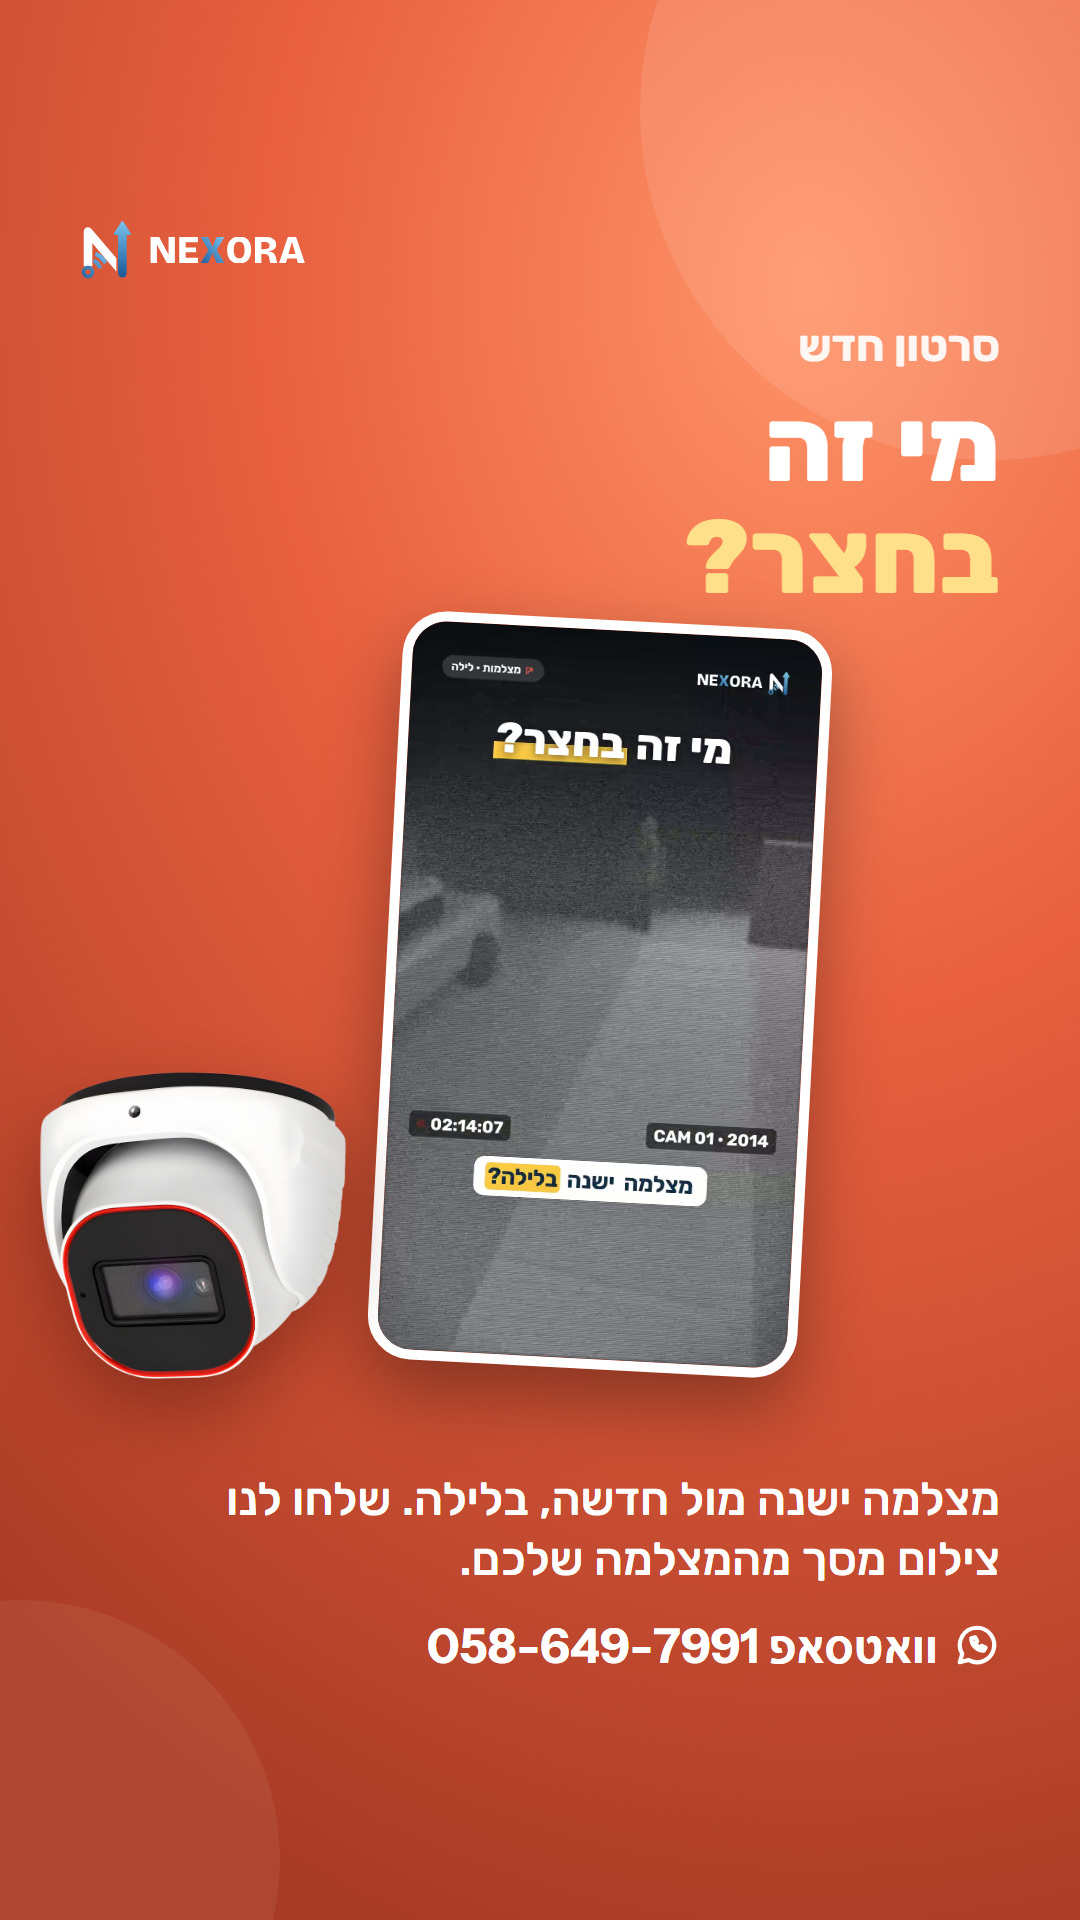 NEXORA
סרטון חדש
מי זה
בחצר?
מצלמות • לילה
NEXORA
מי זה בחצר?
02:14:07
CAM 01 • 2014
מצלמה ישנה בלילה?
מצלמה ישנה מול חדשה, בלילה. שלחו לנו
צילום מסך מהמצלמה שלכם.
וואטסאפ 058-649-7991